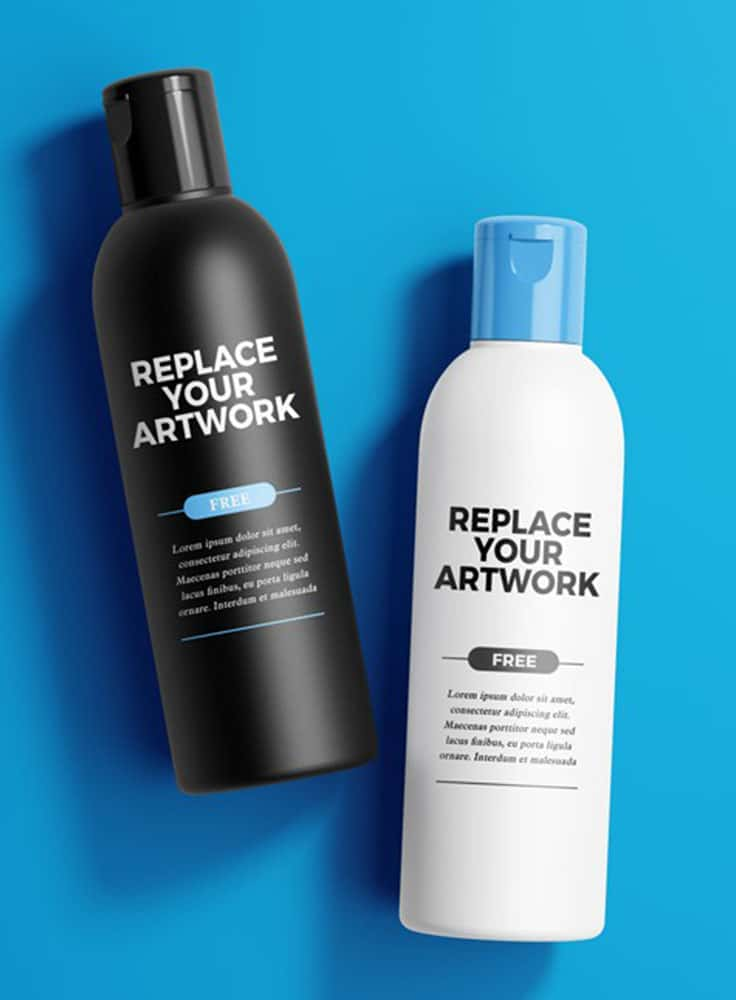 REPLACE
YOUR
ARTWORK
FREE
Lorem ipsum dolor sit amet,
consectetur adipiscing elit.
Maecenas porttitor neque sed
lacus finibus, eu porta ligula
ornare. Interdum et malesuada
REPLACE
YOUR
ARTWORK
FREE
Lorem ipsum dolor sit amet,
consectetur adipiscing elit.
Maecenas porttitor neque sed
lacus finibus, eu porta ligula
ornare. Interdum et malesuada